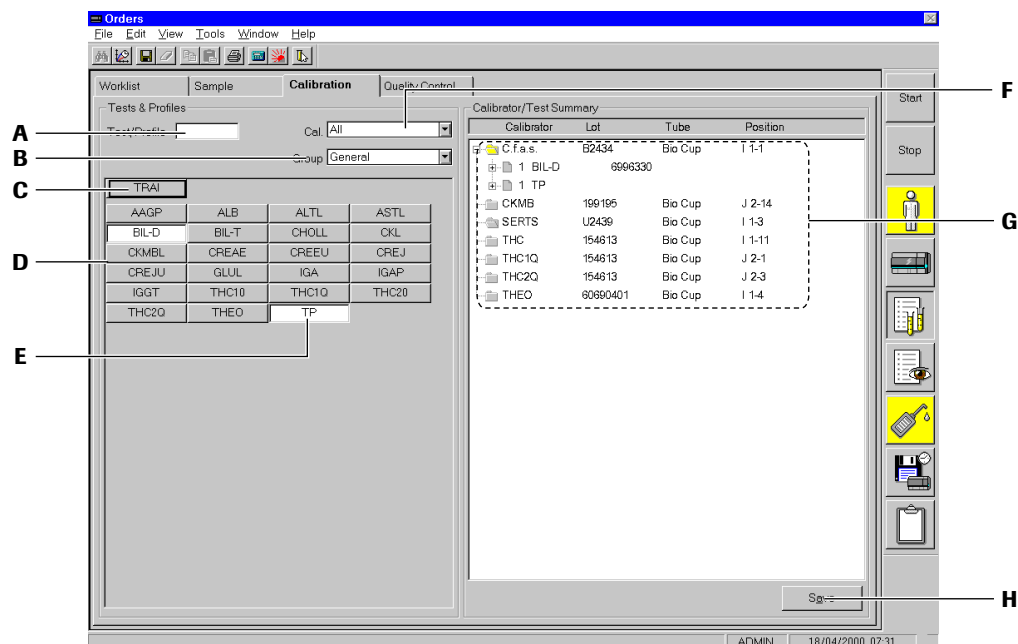 Orders
File Edit View Tools Window Help
Worklist Sample Calibration Quality Control
Start
F
Tests & Profiles
Calibrator/Test Summary
A
Test/Profile
Cal. All
Calibrator Lot Tube Position
B
Group General
C.f.a.s. B2434 Bio Cup I 1-1
Stop
1 BIL-D 6996330
C
TRAI
1 TP
AAGP ALB ALTL ASTL
CKMB 199195 Bio Cup J 2-14
BIL-D BIL-T CHOLL CKL
SERTS U2439 Bio Cup I 1-3
G
CKMBL CREAE CREEU CREJ
THC 154613 Bio Cup I 1-11
D
CREJU GLUL IGA IGAP
THC1Q 154613 Bio Cup J 2-1
THC2Q 154613 Bio Cup J 2-3
IGGT THC10 THC1Q THC20
THEO 60690401 Bio Cup I 1-4
THC2Q THEO TP
E
Save
H
ADMIN 18/04/2000 07:31